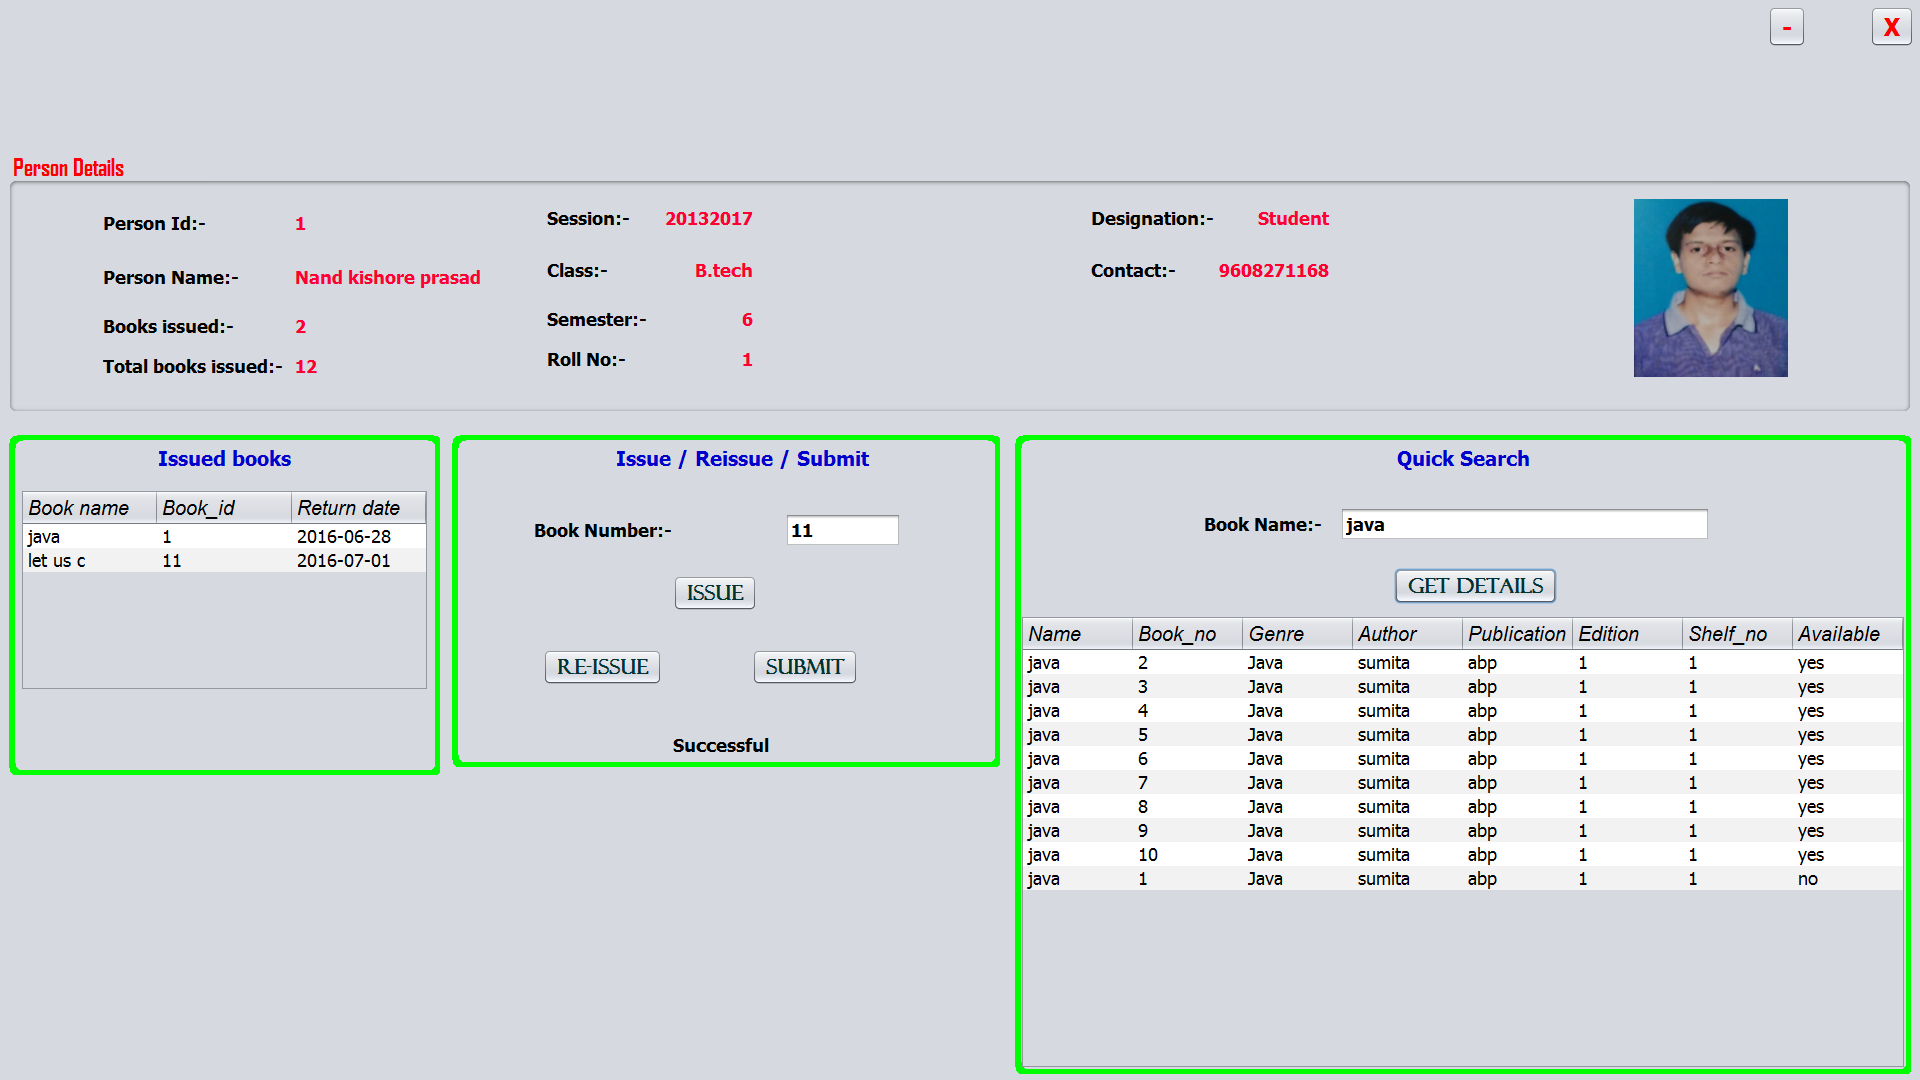 -
X
Person Details
Person Id:- 1
Session:- 20132017
Designation:- Student
Person Name:- Nand kishore prasad
Class:- B.tech
Contact:- 9608271168
Books issued:- 2
Semester:- 6
Total books issued:- 12
Roll No:- 1
Issued books
Book name Book_id Return date
java 1 2016-06-28
let us c 11 2016-07-01
Issue / Reissue / Submit
Book Number:- 11
ISSUE
RE-ISSUE SUBMIT
Successful
Quick Search
Book Name:- java
GET DETAILS
Name Book_no Genre Author Publication Edition Shelf_no Available
java 2 Java sumita abp 1 1 yes
java 3 Java sumita abp 1 1 yes
java 4 Java sumita abp 1 1 yes
java 5 Java sumita abp 1 1 yes
java 6 Java sumita abp 1 1 yes
java 7 Java sumita abp 1 1 yes
java 8 Java sumita abp 1 1 yes
java 9 Java sumita abp 1 1 yes
java 10 Java sumita abp 1 1 yes
java 1 Java sumita abp 1 1 no